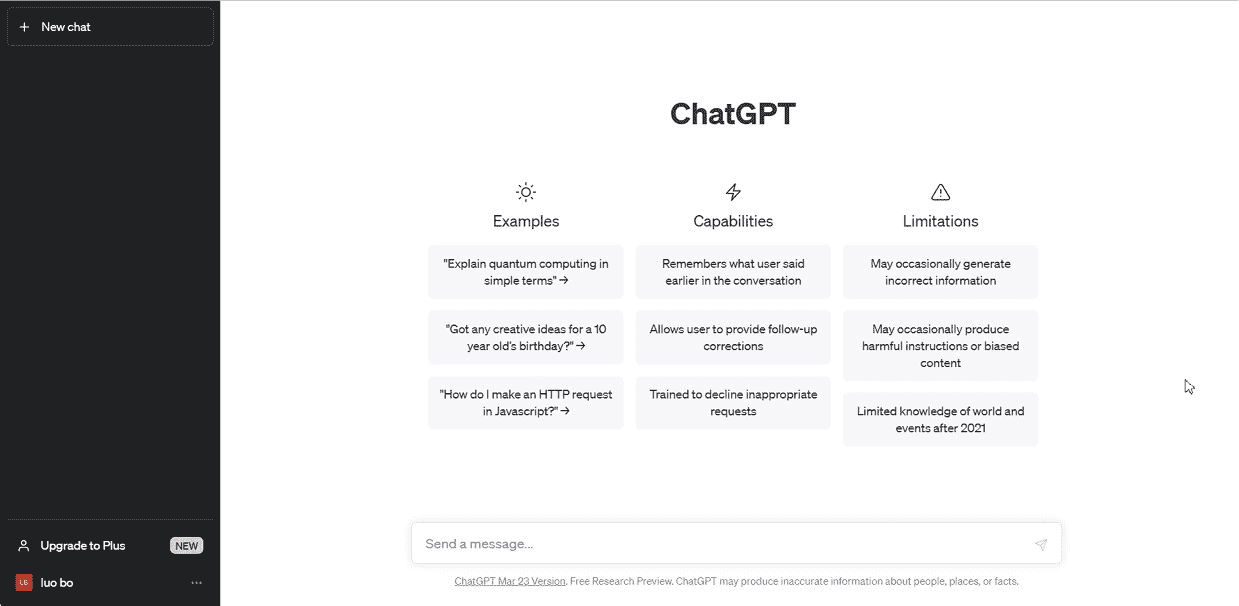 New chat
ChatGPT
Examples
"Explain quantum computing in
simple terms" →
"Got any creative ideas for a 10
year old's birthday?" →
"How do I make an HTTP request
in Javascript?" →
Capabilities
Remembers what user said
earlier in the conversation
Allows user to provide follow-up
corrections
Trained to decline inappropriate
requests
Limitations
May occasionally generate
incorrect information
May occasionally produce
harmful instructions or biased
content
Limited knowledge of world and
events after 2021
Upgrade to Plus NEW
luo bo
Send a message...
ChatGPT Mar 23 Version. Free Research Preview. ChatGPT may produce inaccurate information about people, places, or facts.